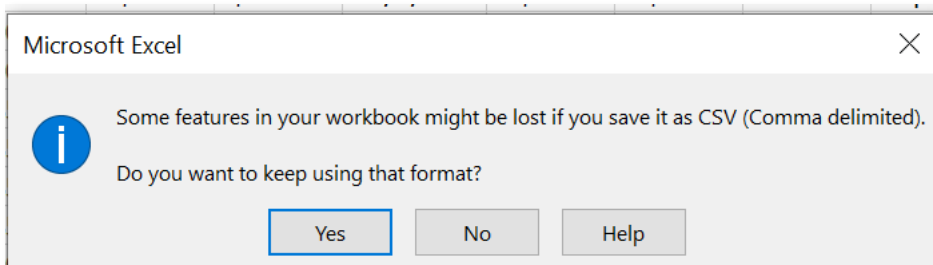 Microsoft Excel
Some features in your workbook might be lost if you save it as CSV (Comma delimited).
Do you want to keep using that format?
Yes
No
Help